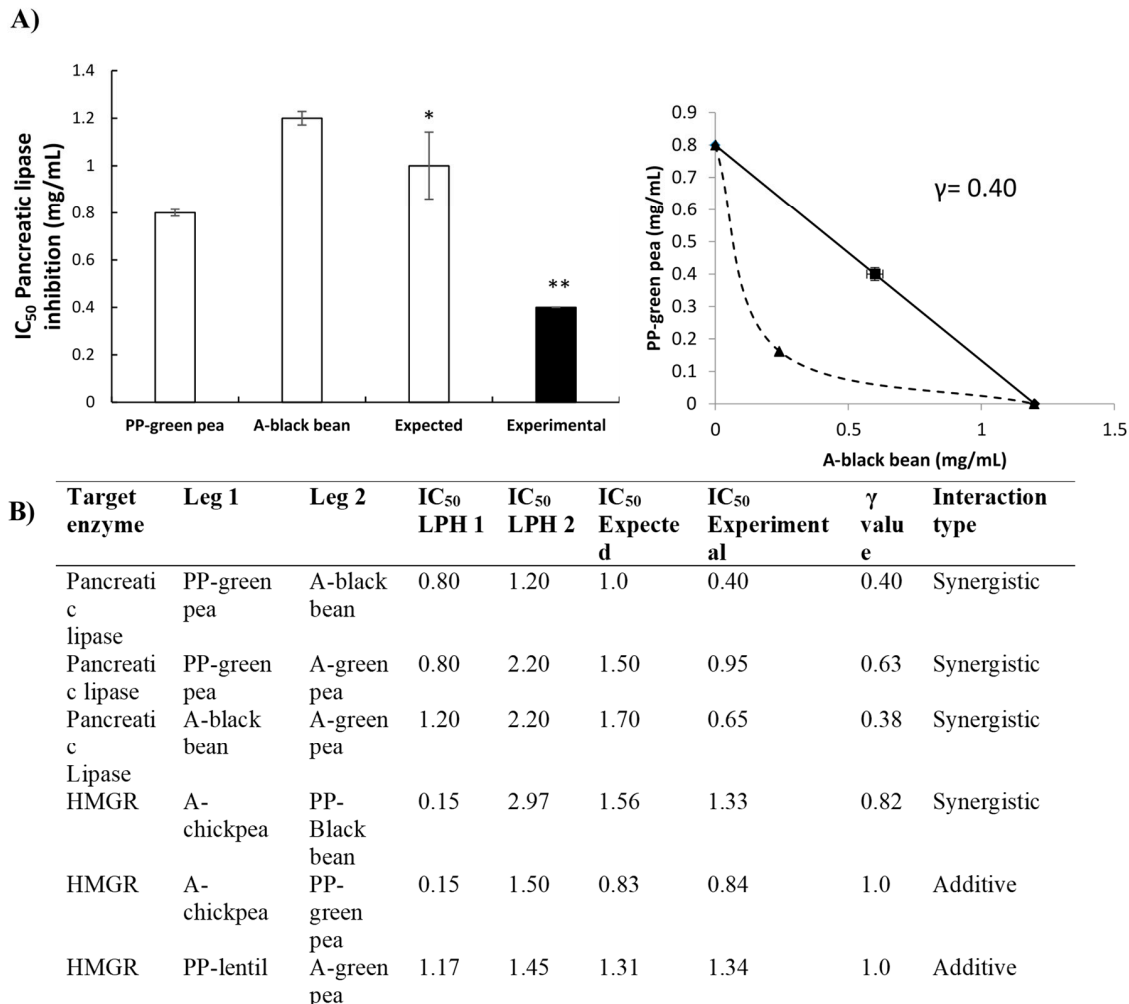 A)
IC50 Pancreatic lipase
inhibition (mg/mL)
1.4
1.2
1
0.8
0.6
0.4
0.2
0
*
**
PP-green pea
A-black bean
Expected
Experimental
PP-green pea (mg/mL)
0.9
0.8
0.7
0.6
0.5
0.4
0.3
0.2
0.1
0
γ= 0.40
0
0.5
1
1.5
A-black bean (mg/mL)
B)
Target Leg 1 Leg 2 IC50 IC50 IC50 IC50 γ Interaction
enzyme LPH 1 LPH 2 Expecte Experiment valu type
d al e
Pancreati PP-green A-black 0.80 1.20 1.0 0.40 0.40 Synergistic
c pea bean
lipase
Pancreati PP-green A-green 0.80 2.20 1.50 0.95 0.63 Synergistic
c lipase pea pea
Pancreati A-black A-green 1.20 2.20 1.70 0.65 0.38 Synergistic
c bean pea
Lipase
HMGR A- PP- 0.15 2.97 1.56 1.33 0.82 Synergistic
chickpea Black
bean
HMGR A- PP- 0.15 1.50 0.83 0.84 1.0 Additive
chickpea green
pea
HMGR PP-lentil A-green 1.17 1.45 1.31 1.34 1.0 Additive
pea